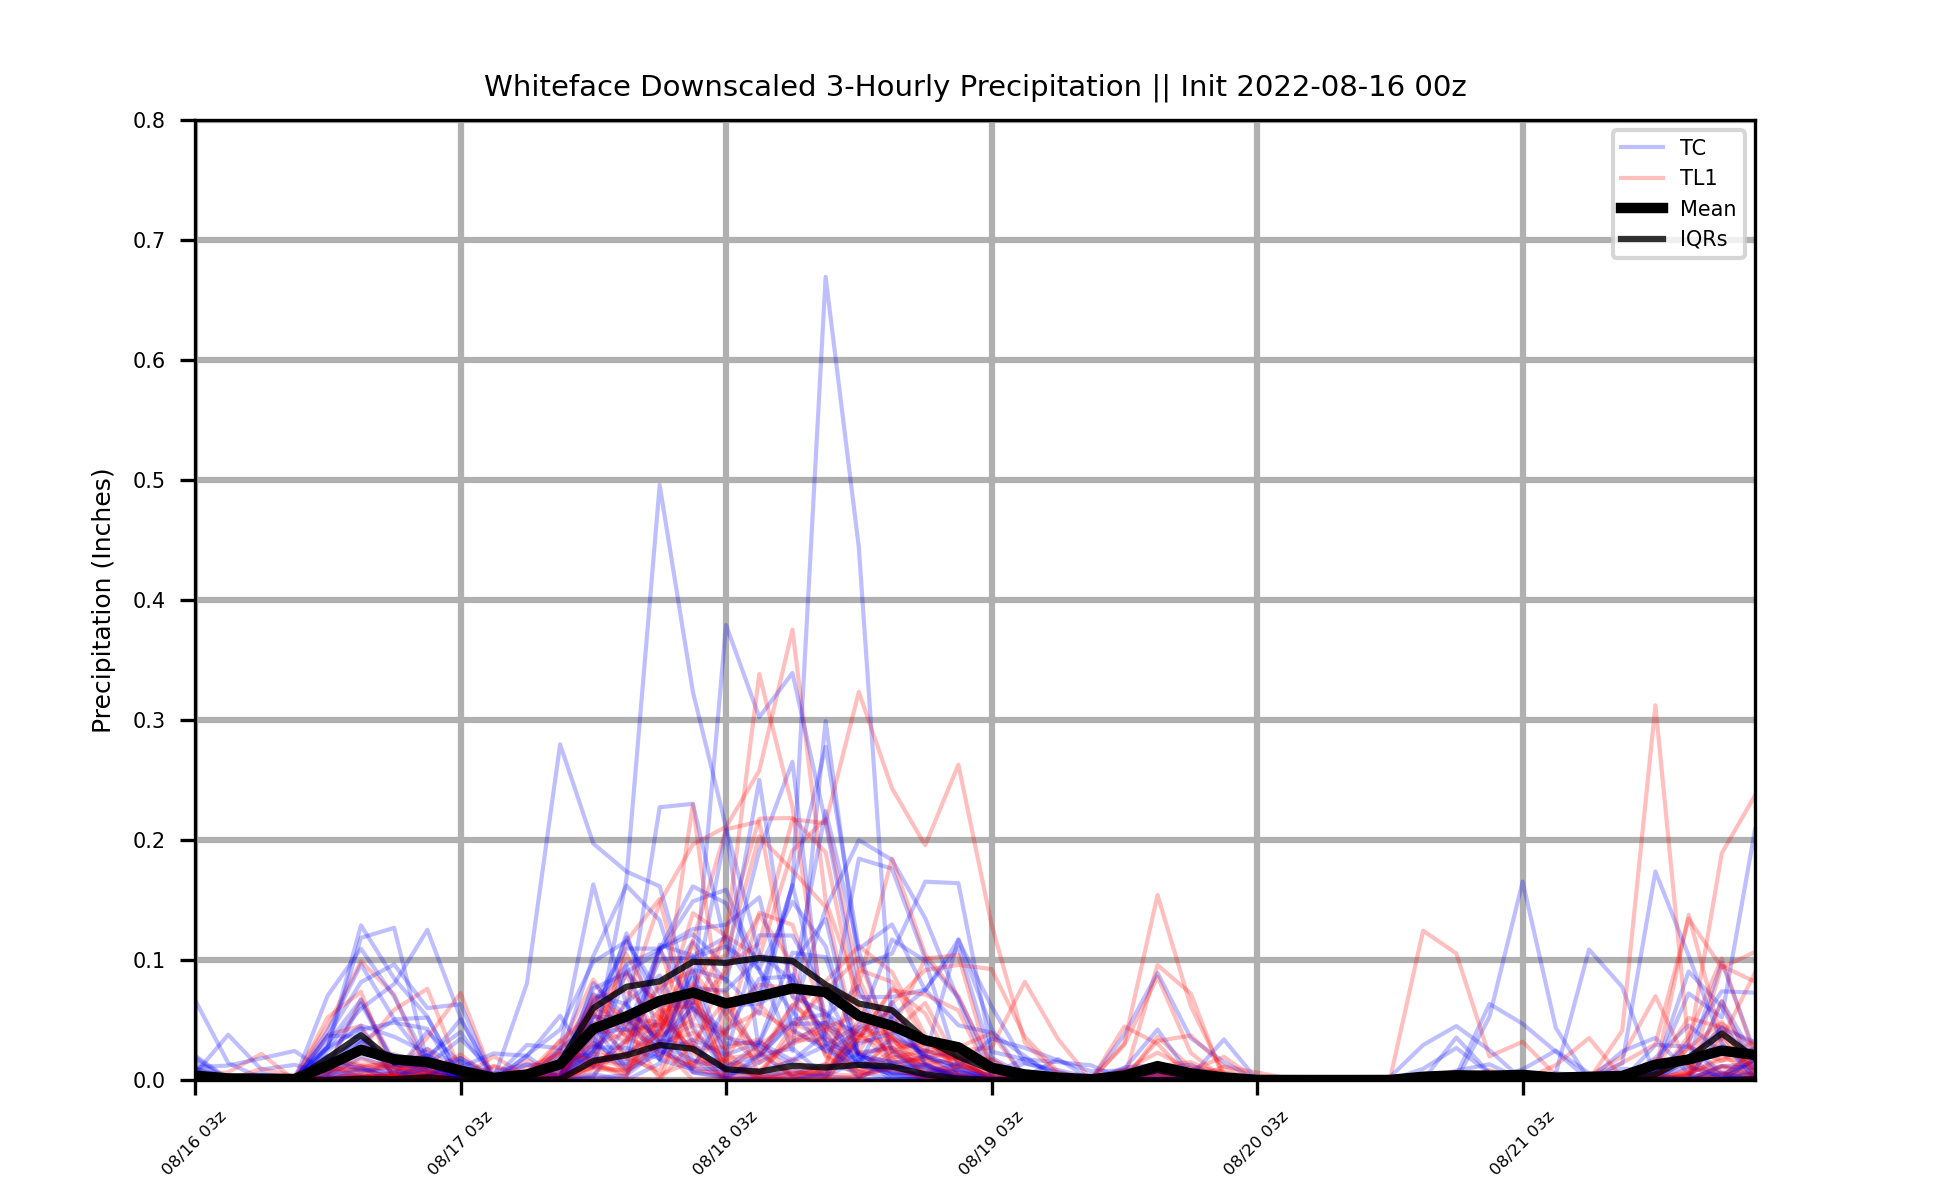 Whiteface Downscaled 3-Hourly Precipitation || Init 2022-08-16 00z
Precipitation (Inches)
0.8
0.7
0.6
0.5
0.4
0.3
0.2
0.1
0.0
TC
TL1
Mean
IQRs
08/16 03z
08/17 03z
08/18 03z
08/19 03z
08/20 03z
08/21 03z